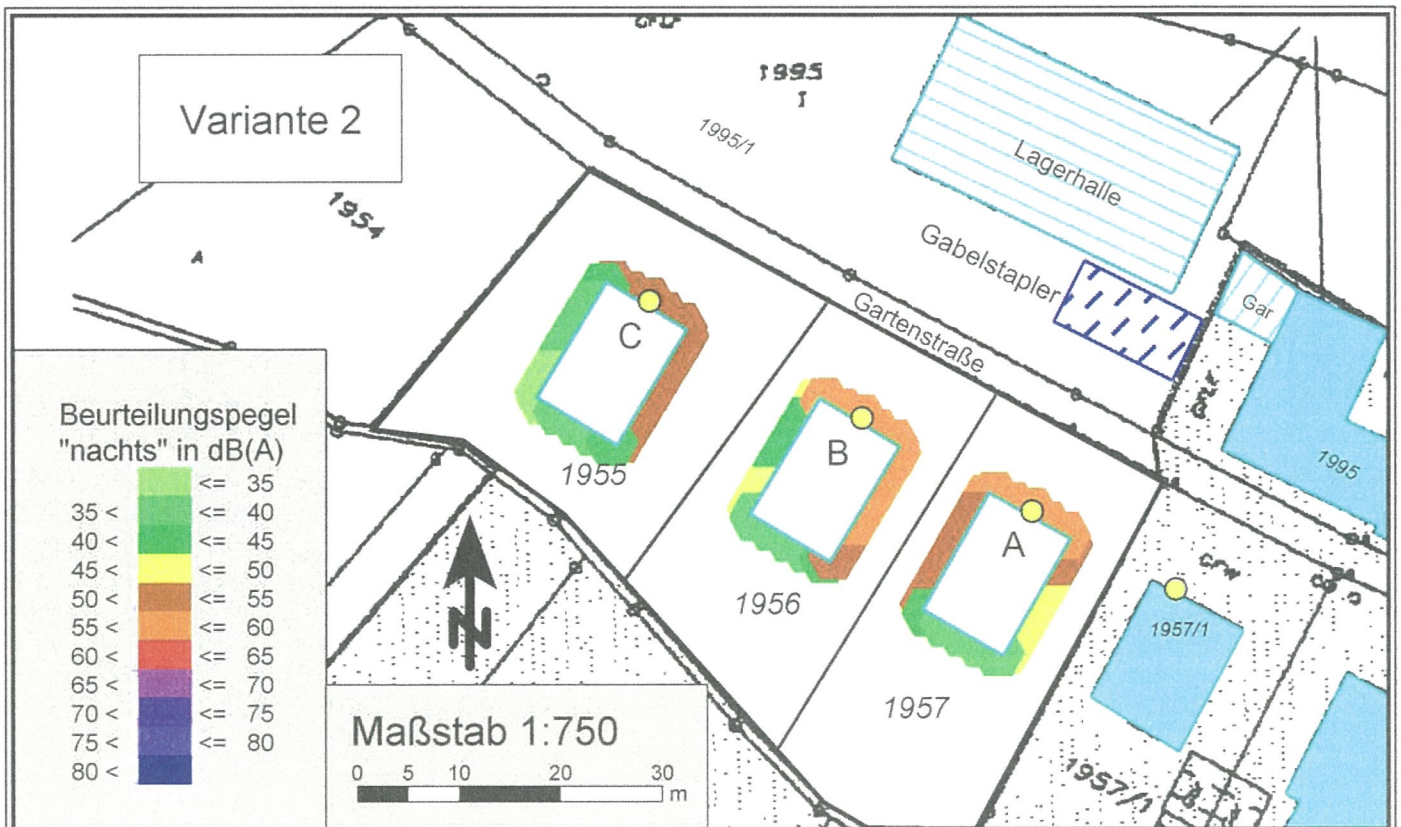 GFLF
1995
I
1995/1
Variante 2
Lagerhalle
1954
A
Gabelstapler
Gartenstraße
Gar
C
B
A
1955
1956
1957
1995
GFW
1957/1
1957/1
Beurteilungspegel
"nachts" in dB(A)
<= 35
35 < <= 40
40 < <= 45
45 < <= 50
50 < <= 55
55 < <= 60
60 < <= 65
65 < <= 70
70 < <= 75
75 < <= 80
80 <
N
Maßstab 1:750
0 5 10 20 30
m